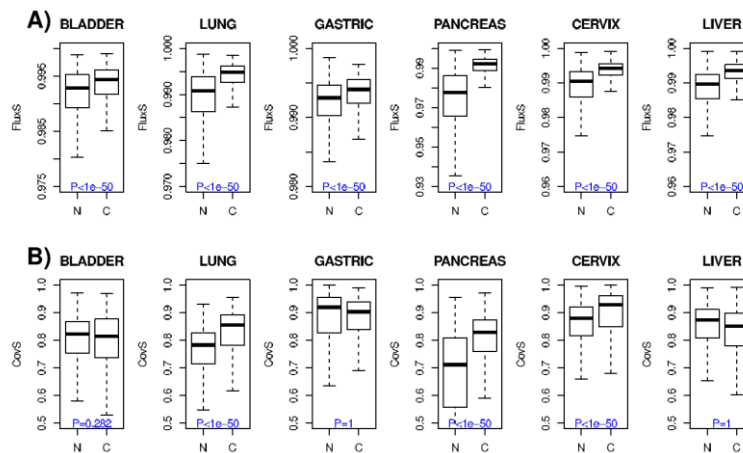 A)
BLADDER LUNG GASTRIC PANCREAS CERVIX LIVER
FluxS 0.975 0.985 0.995 P<1e−50 N C
FluxS 0.970 0.980 0.990 1.000 P<1e−50 N C
FluxS 0.980 0.990 1.000 P<1e−50 N C
FluxS 0.93 0.95 0.97 0.99 P<1e−50 N C
FluxS 0.96 0.97 0.98 0.99 1.00 P<1e−50 N C
FluxS 0.96 0.97 0.98 0.99 1.00 P<1e−50 N C
B)
BLADDER LUNG GASTRIC PANCREAS CERVIX LIVER
CovS 0.5 0.6 0.7 0.8 0.9 1.0 P=0.282 N C
CovS 0.5 0.6 0.7 0.8 0.9 1.0 P<1e−50 N C
CovS 0.5 0.6 0.7 0.8 0.9 1.0 P=1 N C
CovS 0.5 0.6 0.7 0.8 0.9 1.0 P<1e−50 N C
CovS 0.5 0.6 0.7 0.8 0.9 1.0 P<1e−50 N C
CovS 0.5 0.6 0.7 0.8 0.9 1.0 P=1 N C